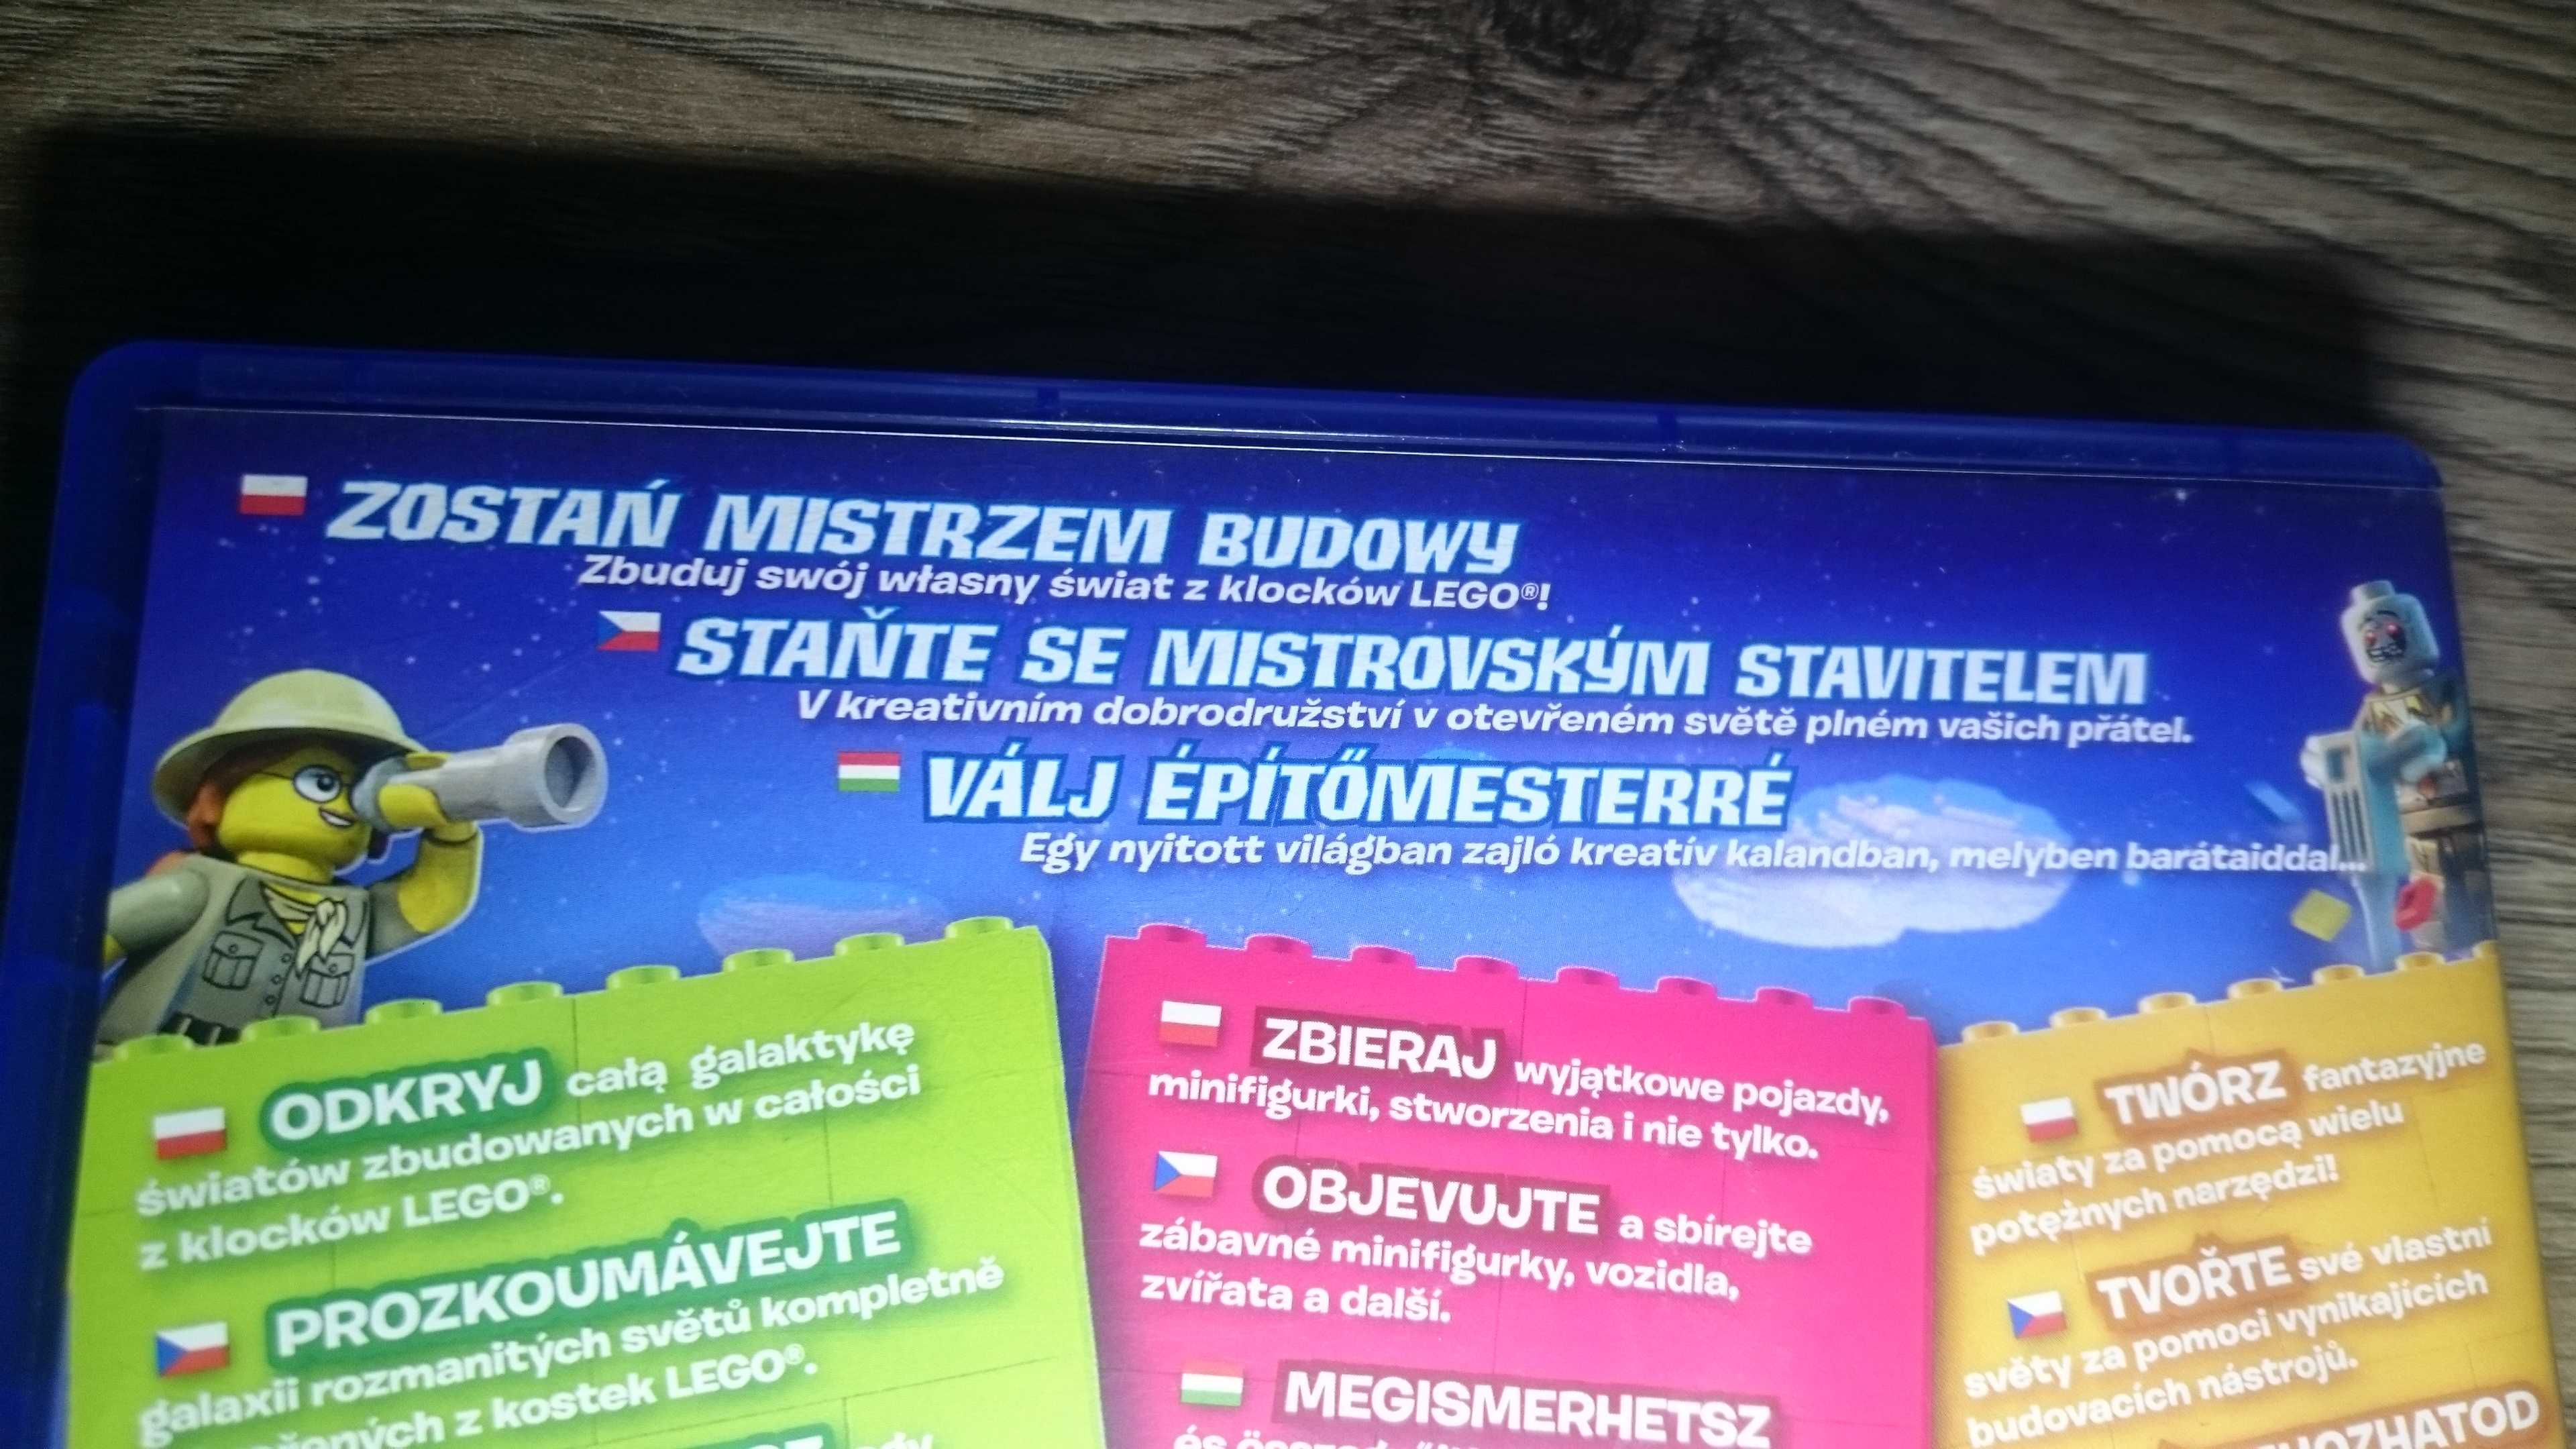 ZOSTAŃ MISTRZEM BUDOWY
Zbuduj swój własny świat z klocków LEGO®!
STAŇTE SE MISTROVSKÝM STAVITELEM
V kreativním dobrodružství v otevřeném světě plném vašich přátel.
VÁLJ ÉPÍTŐMESTERRÉ
Egy nyitott világban zajló kreatív kalandban, melyben barátaiddal...
ODKRYJ całą galaktykę
światów zbudowanych w całości
z klocków LEGO®.
PROZKOUMÁVEJTE
galaxii rozmanitých světů kompletně
z kostek LEGO®.
ZBIERAJ wyjątkowe pojazdy,
minifigurki, stworzenia i nie tylko.
OBJEVUJTE a sbírejte
zábavné minifigurky, vozidla,
zvířata a další.
MEGISMERHETSZ
TWÓRZ fantazyjne
światy za pomocą wielu
potężnych narzędzi!
TVOŘTE své vlastní
světy za pomoci vynikajících
budovacích nástrojů.